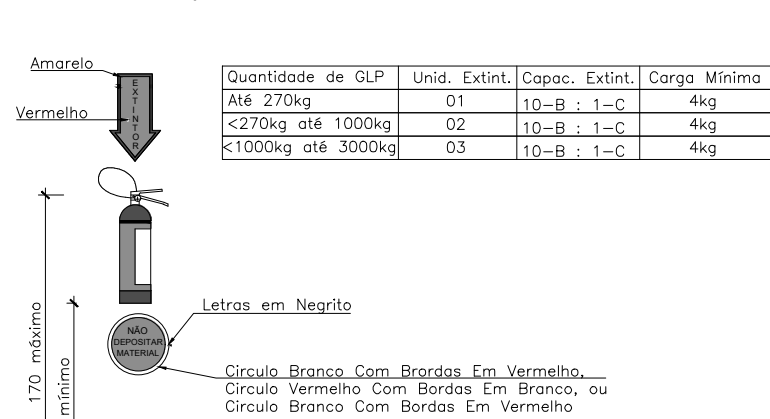 Amarelo
Vermelho
EXTINTOR
Quantidade de GLP Unid. Extint. Capac. Extint. Carga Mínima
Até 270kg 01 10-B : 1-C 4kg
<270kg até 1000kg 02 10-B : 1-C 4kg
<1000kg até 3000kg 03 10-B : 1-C 4kg
Letras em Negrito
NÃO
DEPOSITAR
MATERIAL
Circulo Branco Com Brordas Em Vermelho,
Circulo Vermelho Com Bordas Em Branco, ou
Circulo Branco Com Bordas Em Vermelho
170 máximo
mínimo